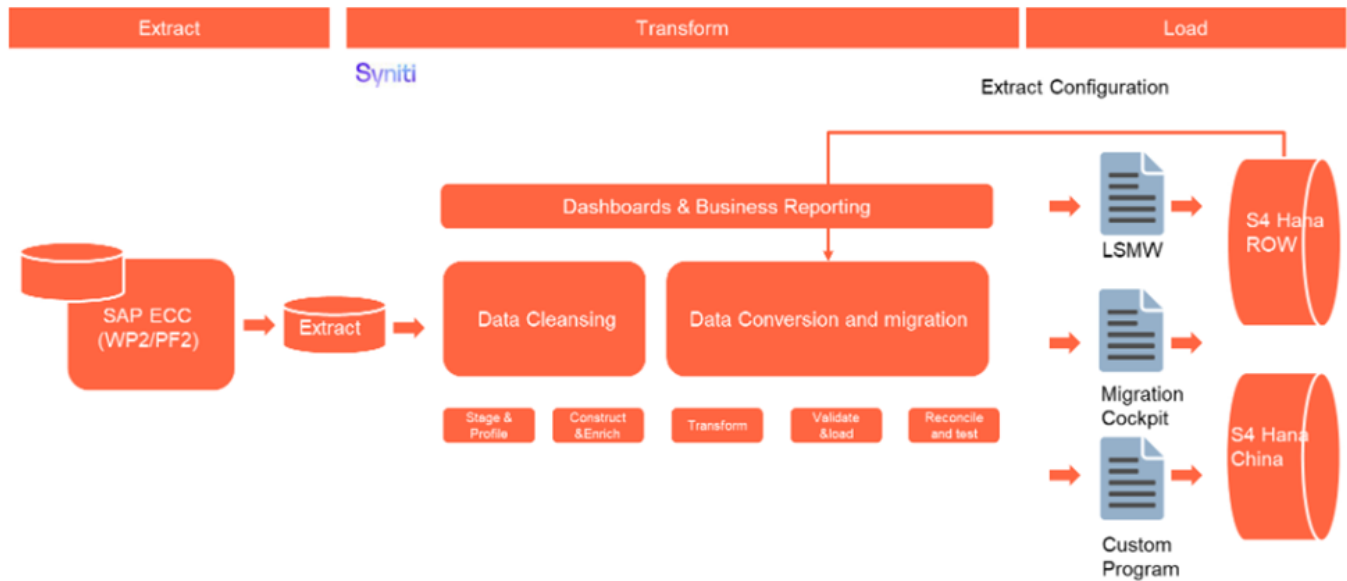 Extract
Transform
Load
Syniti
Extract Configuration
Dashboards & Business Reporting
SAP ECC
(WP2/PF2)
Extract
Data Cleansing
Data Conversion and migration
Stage &
Profile
Construct
&Enrich
Transform
Validate
&load
Reconcile
and test
LSMW
Migration
Cockpit
Custom
Program
S4 Hana
ROW
S4 Hana
China